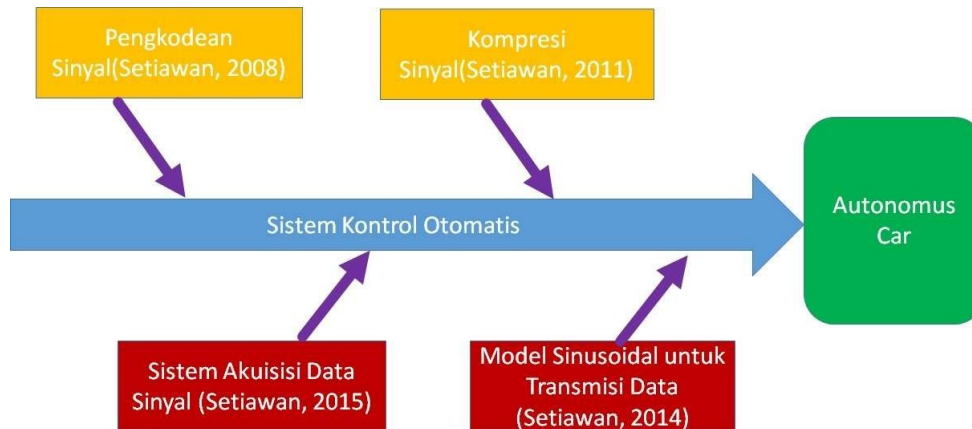 Pengkodean
Sinyal(Setiawan, 2008)
Kompresi
Sinyal(Setiawan, 2011)
Sistem Kontrol Otomatis
Autonomus
Car
Sistem Akuisisi Data
Sinyal (Setiawan, 2015)
Model Sinusoidal untuk
Transmisi Data
(Setiawan, 2014)